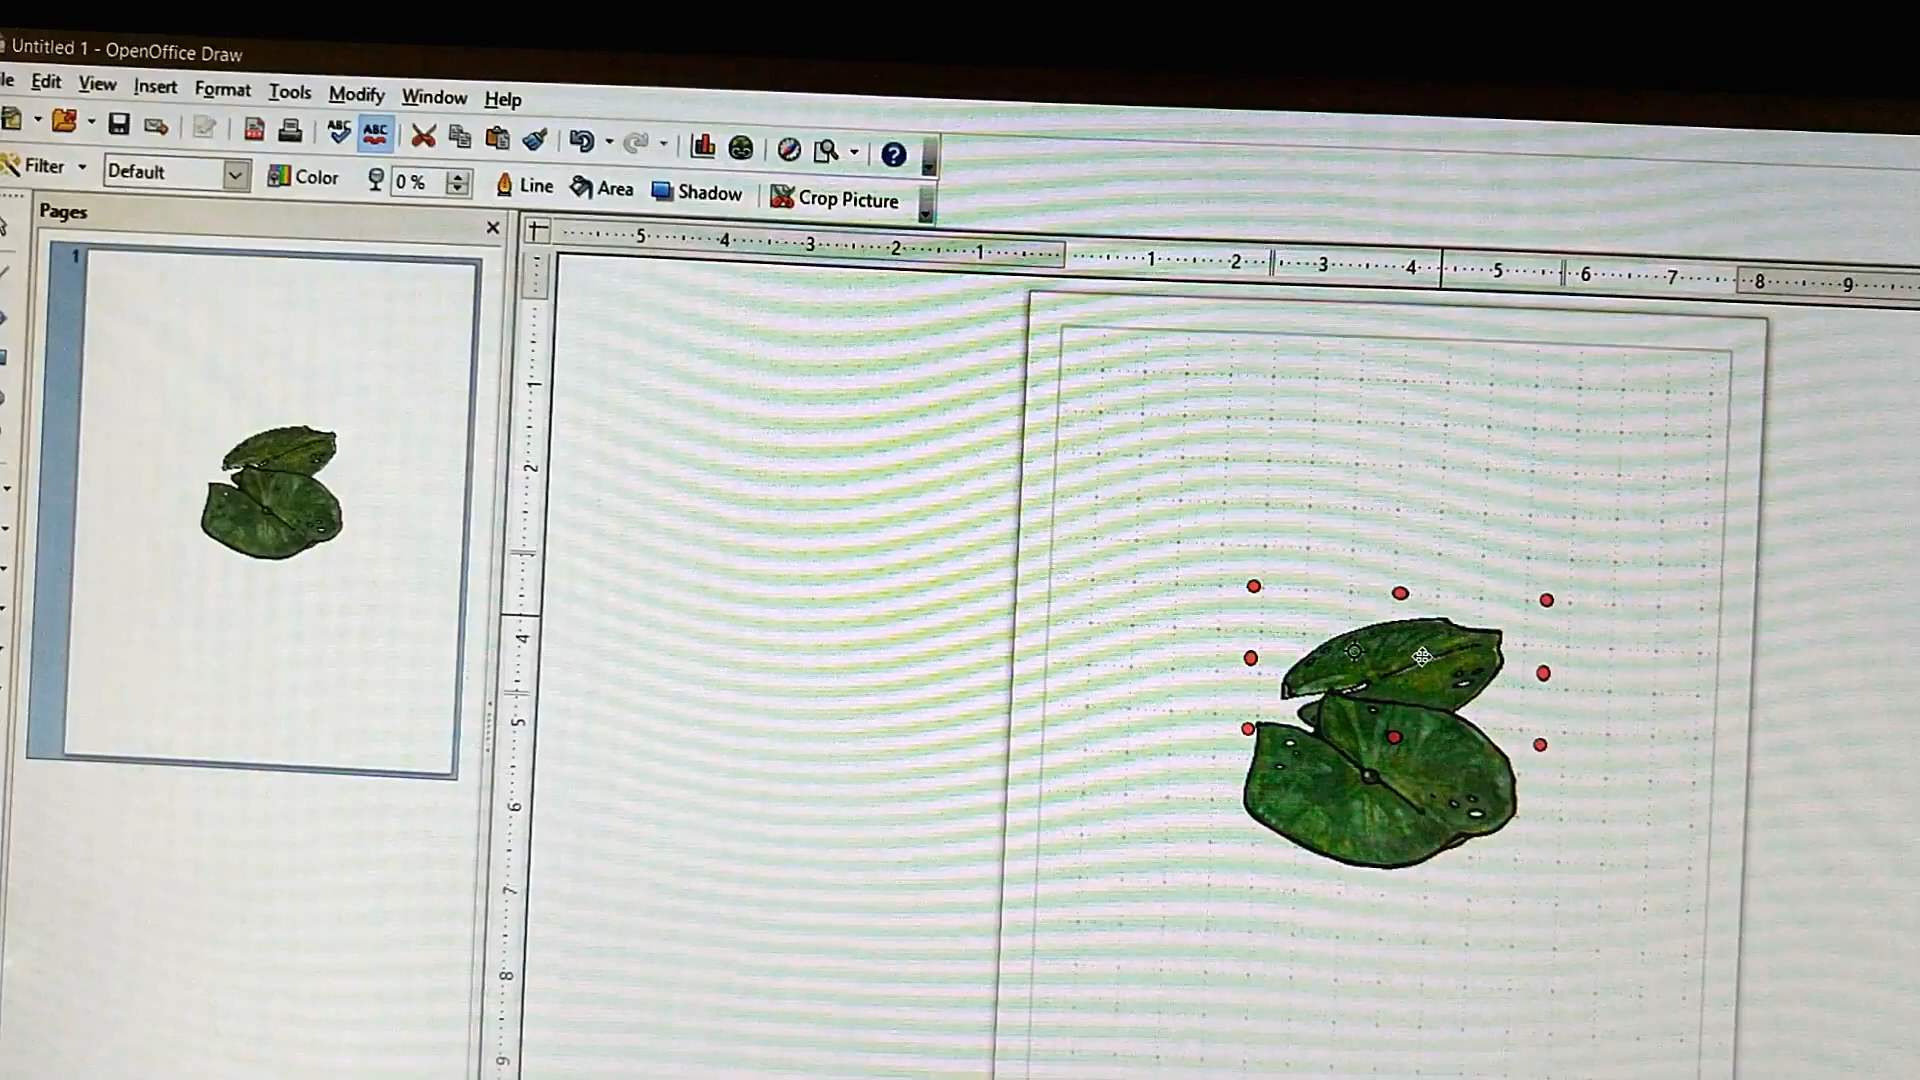 Untitled 1 - OpenOffice Draw
Edit View Insert Format Tools Modify Window Help
ABC ABC ?
Filter Default Color 0 % Line Area Shadow Crop Picture
Pages
1
5 4 3 2 1 1 2 3 4 5 6 7 8 9
1
2
4
5
6
7
8
9